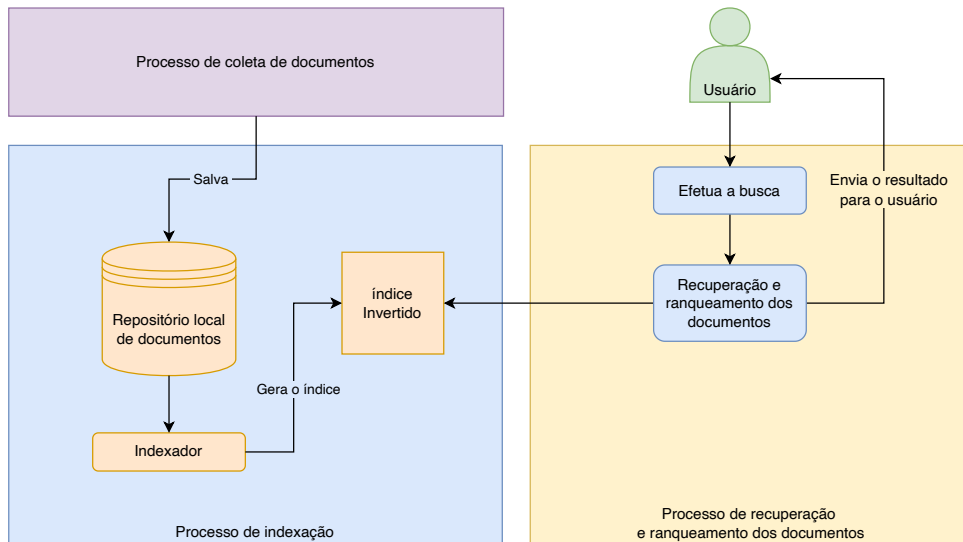 Processo de coleta de documentos
Usuário
Salva
Efetua a busca
Envia o resultado
para o usuário
Repositório local
de documentos
índice
Invertido
Recuperação e
ranqueamento dos
documentos
Gera o índice
Indexador
Processo de indexação
Processo de recuperação
e ranqueamento dos documentos